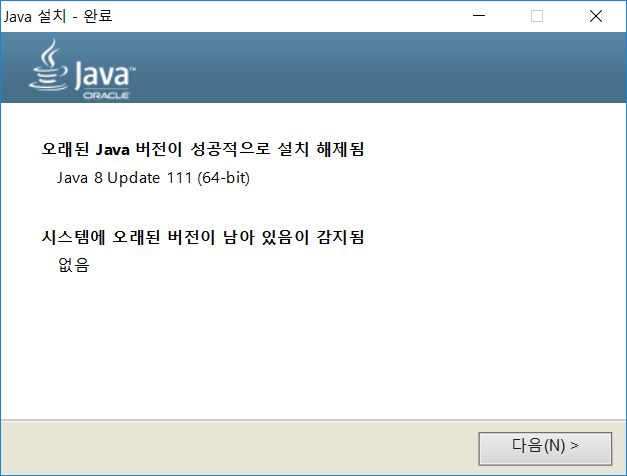 Java 설치 - 완료
Java™
ORACLE
오래된 Java 버전이 성공적으로 설치 해제됨
Java 8 Update 111 (64-bit)
시스템에 오래된 버전이 남아 있음이 감지됨
없음
다음(N) >